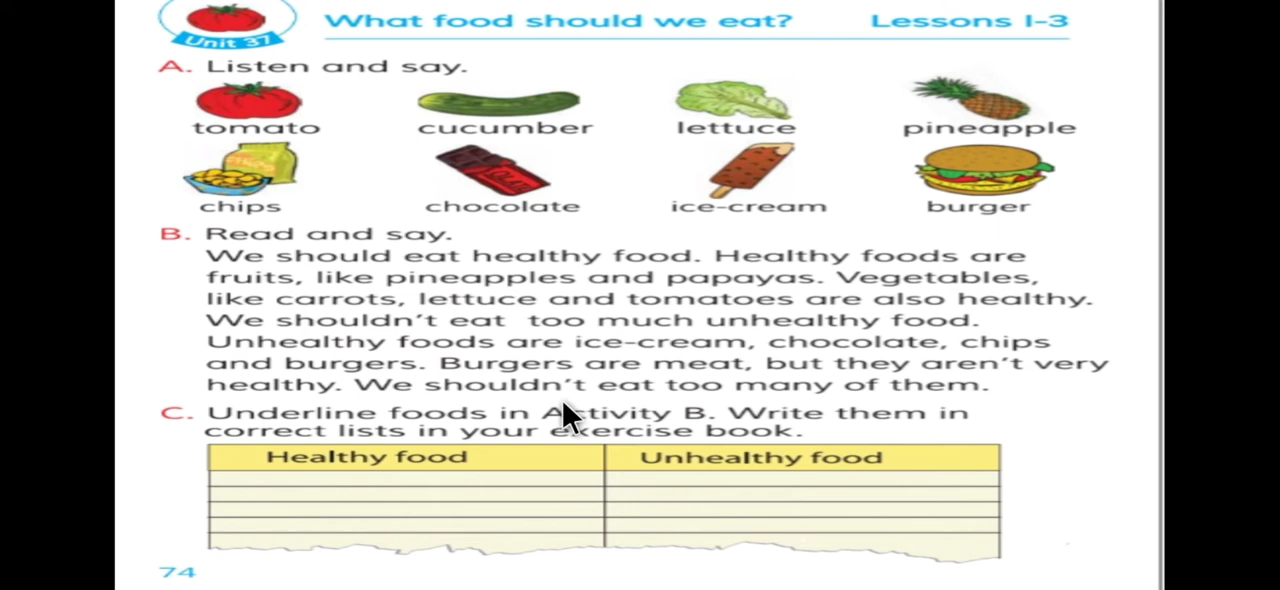 What food should we eat? Lessons 1-3
Unit 37
A. Listen and say.
tomato cucumber lettuce pineapple
chips chocolate ice-cream burger
B. Read and say.
We should eat healthy food. Healthy foods are
fruits, like pineapples and papayas. Vegetables,
like carrots, lettuce and tomatoes are also healthy.
We shouldn't eat too much unhealthy food.
Unhealthy foods are ice-cream, chocolate, chips
and burgers. Burgers are meat, but they aren't very
healthy. We shouldn't eat too many of them.
C. Underline foods in Activity B. Write them in
correct lists in your exercise book.
Healthy food Unhealthy food
74